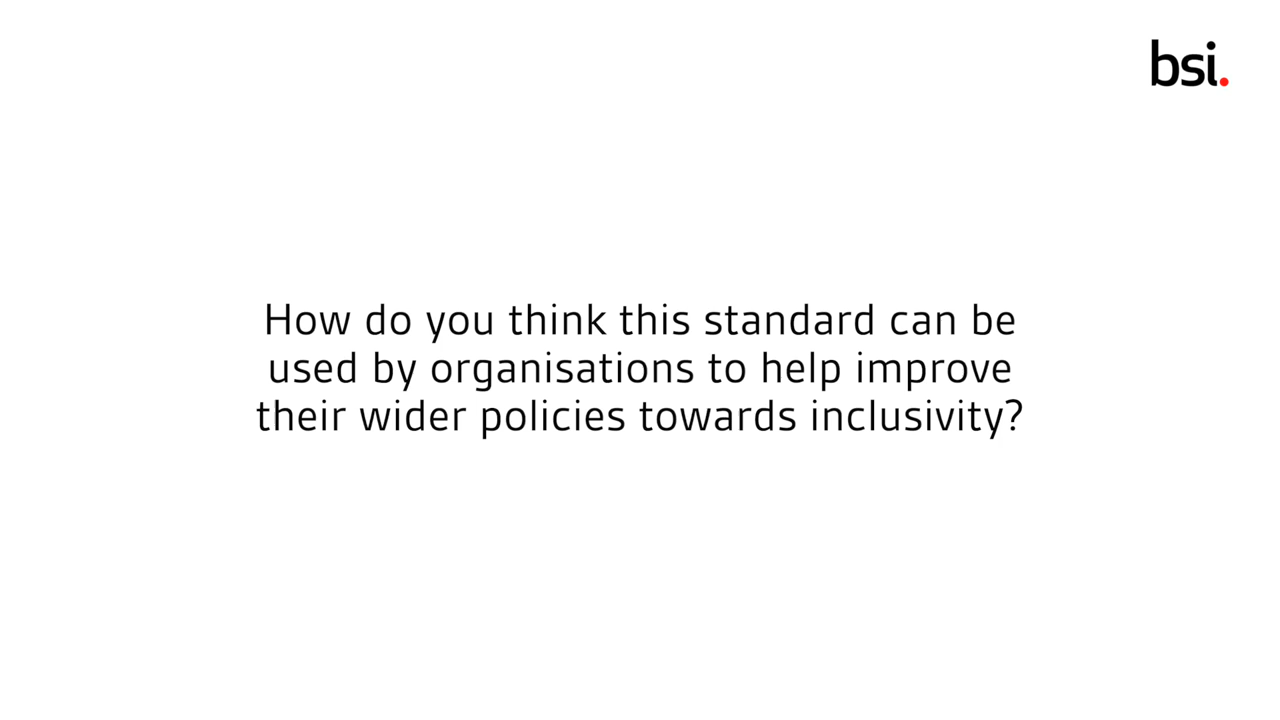 bsi.
How do you think this standard can be
used by organisations to help improve
their wider policies towards inclusivity?